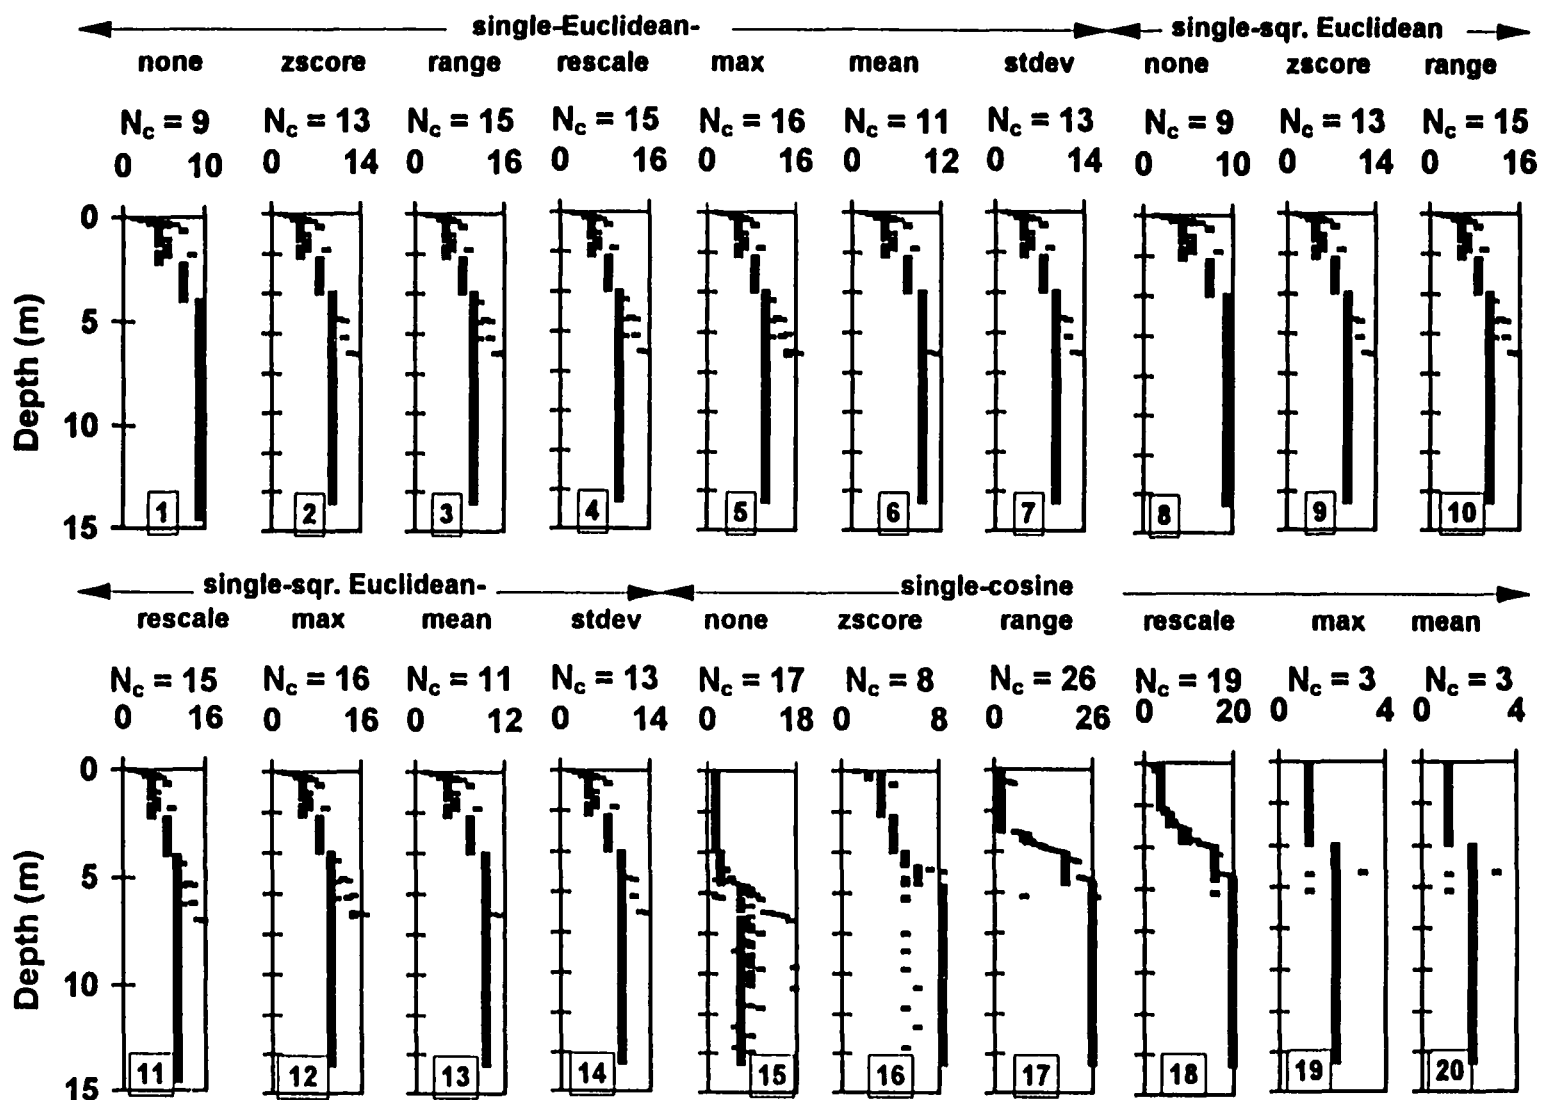 single-Euclidean- single-sqr. Euclidean
none zscore range rescale max mean stdev none zscore range
Nc = 9 Nc = 13 Nc = 15 Nc = 15 Nc = 16 Nc = 11 Nc = 13 Nc = 9 Nc = 13 Nc = 15
0 10 0 14 0 16 0 16 0 16 0 12 0 14 0 10 0 14 0 16
0
5
10
15
Depth (m)
1 2 3 4 5 6 7 8 9 10
single-sqr. Euclidean- single-cosine
rescale max mean stdev none zscore range rescale max mean
Nc = 15 Nc = 16 Nc = 11 Nc = 13 Nc = 17 Nc = 8 Nc = 26 Nc = 19 Nc = 3 Nc = 3
0 16 0 16 0 12 0 14 0 18 0 8 0 26 0 20 0 4 0 4
0
5
10
15
Depth (m)
11 12 13 14 15 16 17 18 19 20